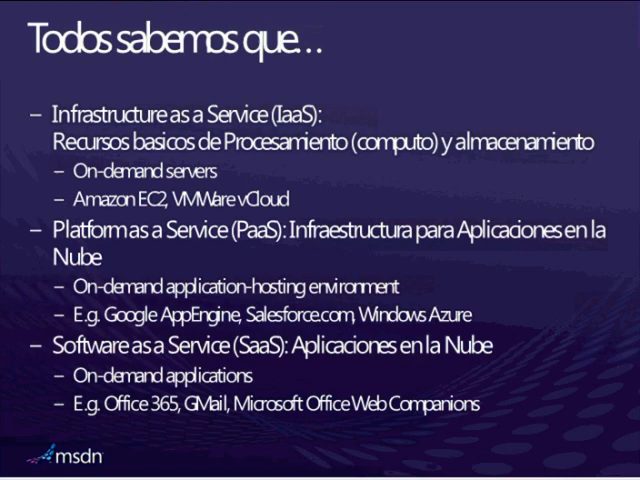 Todos sabemos que…
– Infrastructure as a Service (IaaS):
Recursos basicos de Procesamiento (computo) y almacenamiento
– On-demand servers
– Amazon EC2, VMWare vCloud
– Platform as a Service (PaaS): Infraestructura para Aplicaciones en la
Nube
– On-demand application-hosting environment
– E.g. Google AppEngine, Salesforce.com, Windows Azure
– Software as a Service (SaaS): Aplicaciones en la Nube
– On-demand applications
– E.g. Office 365, GMail, Microsoft Office Web Companions
msdn